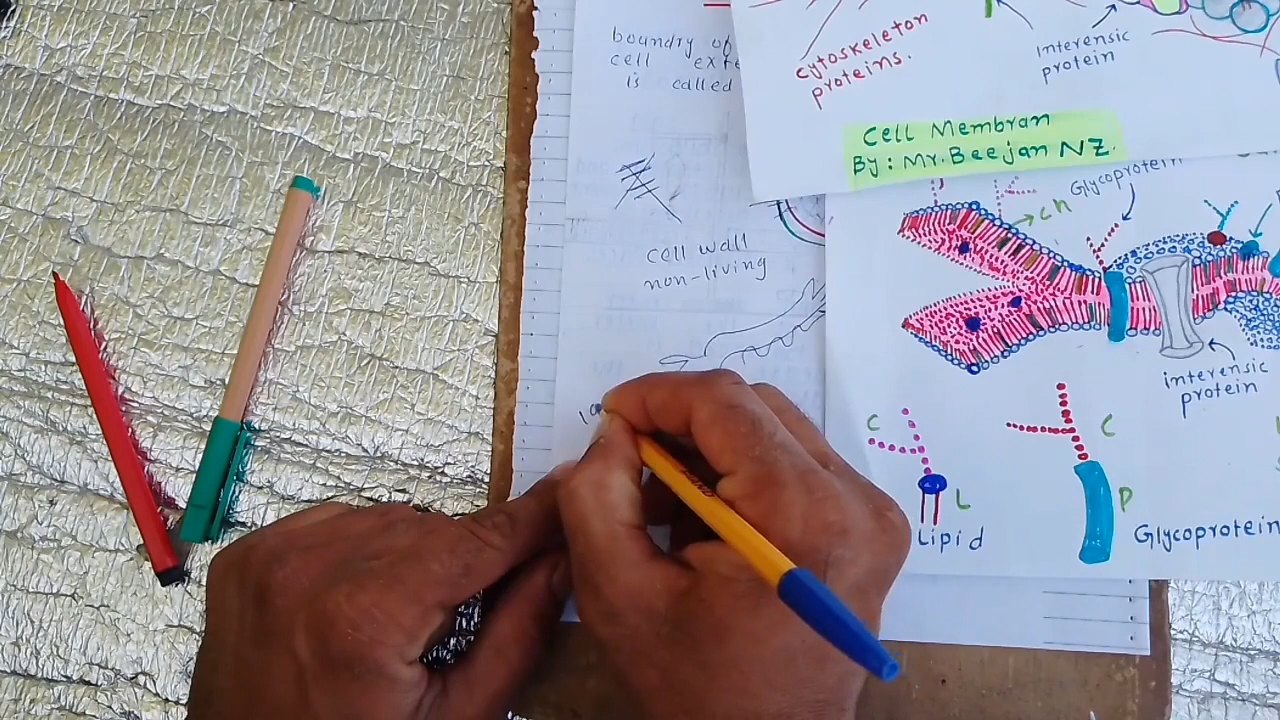 boundry of
cell
is called
cytoskeleton
proteins.
Interensic
protein
Cell Membran
By: Mr. Beejan NZ.
cell wall
non-living
Glycoprotein
ch
interensic
protein
C
L
Lipid
C
P
Glycoprotein